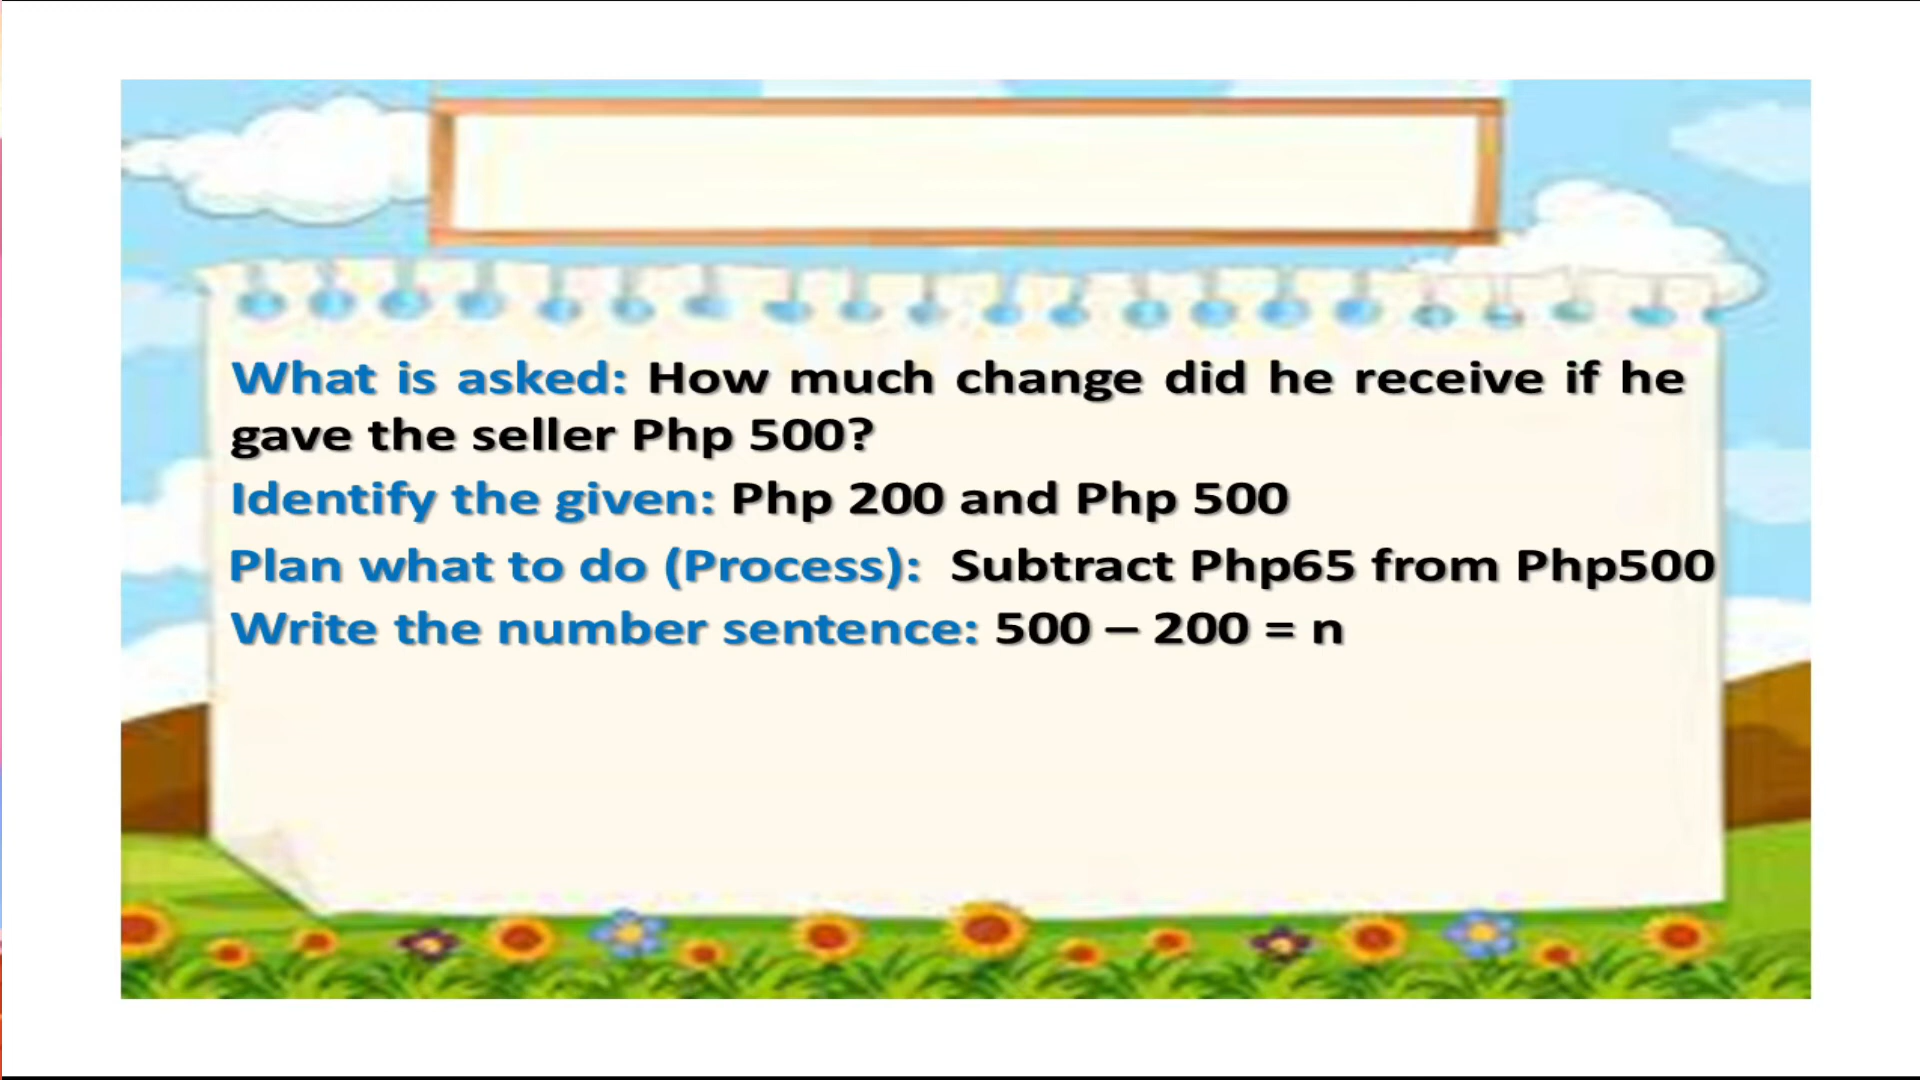 What is asked: How much change did he receive if he
gave the seller Php 500?
Identify the given: Php 200 and Php 500
Plan what to do (Process): Subtract Php65 from Php500
Write the number sentence: 500 – 200 = n